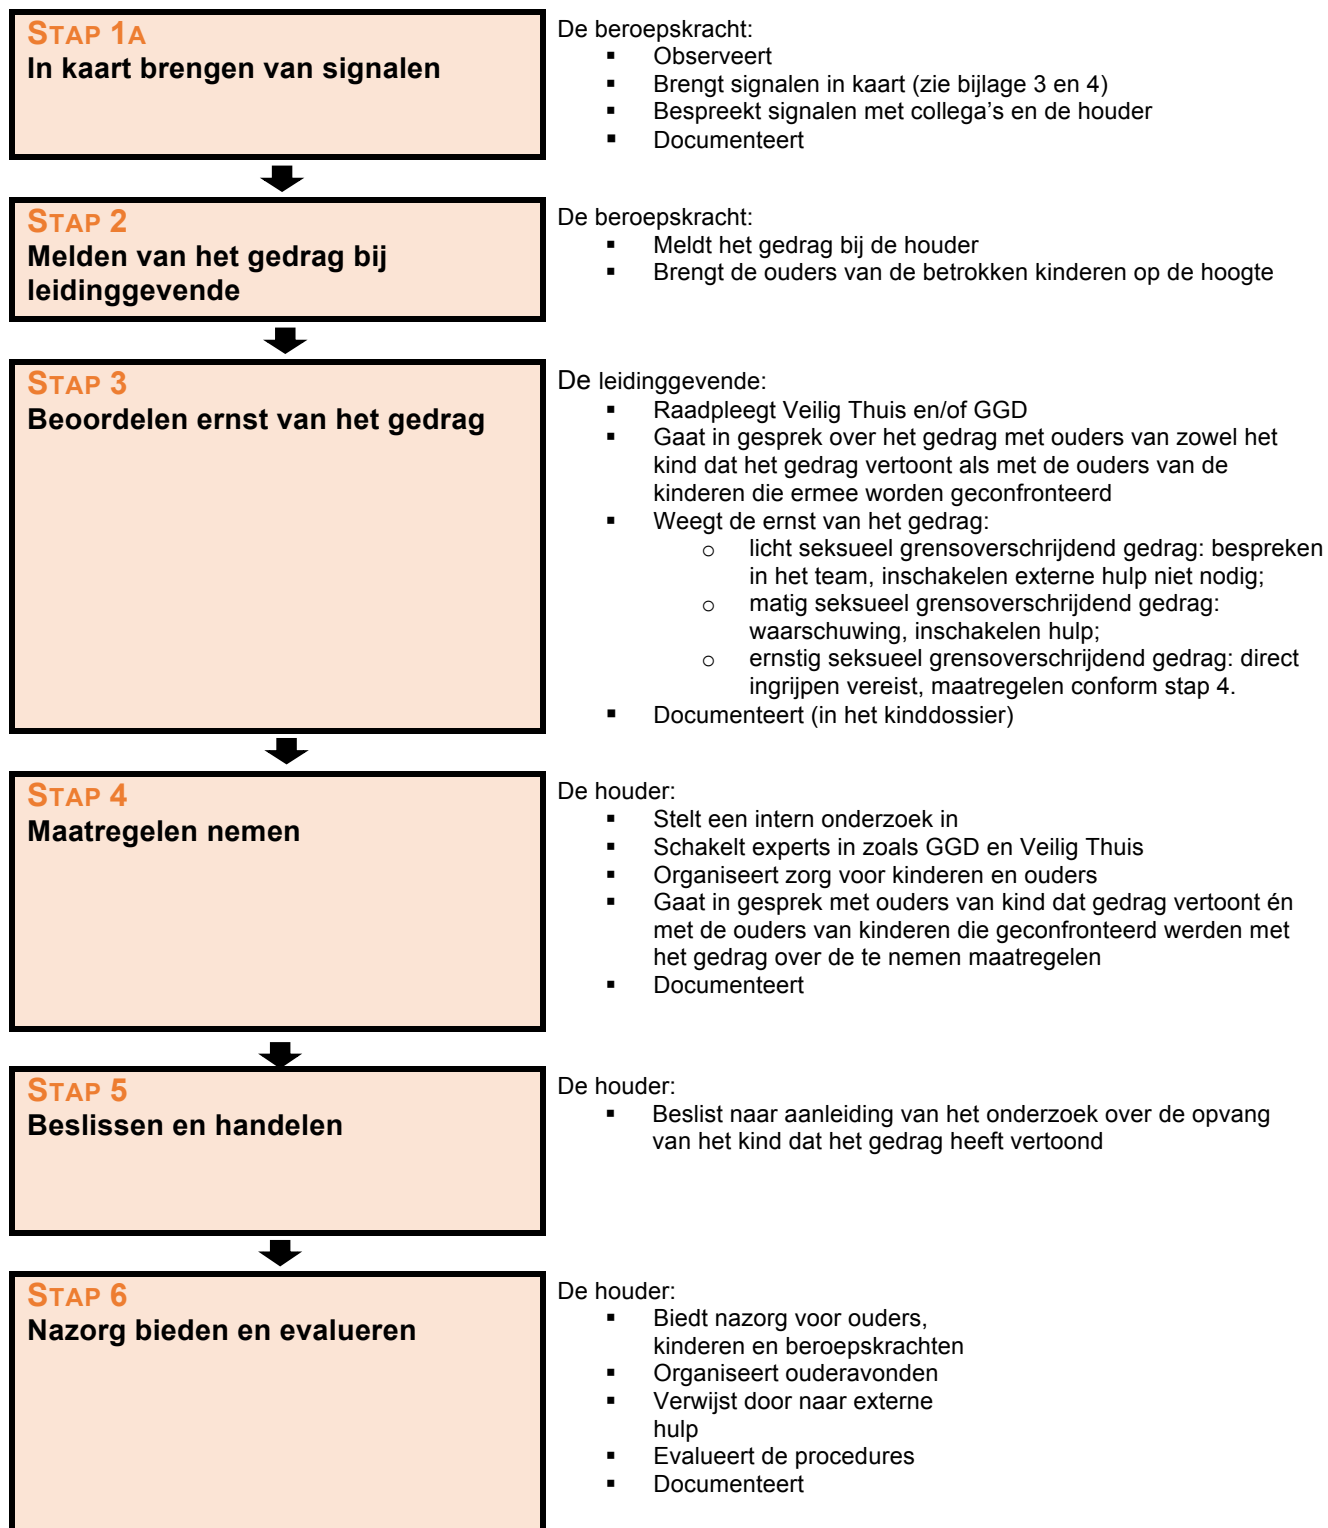 STAP 1A
In kaart brengen van signalen
De beroepskracht:
▪ Observeert
▪ Brengt signalen in kaart (zie bijlage 3 en 4)
▪ Bespreekt signalen met collega's en de houder
▪ Documenteert
STAP 2
Melden van het gedrag bij
leidinggevende
De beroepskracht:
▪ Meldt het gedrag bij de houder
▪ Brengt de ouders van de betrokken kinderen op de hoogte
STAP 3
Beoordelen ernst van het gedrag
De leidinggevende:
▪ Raadpleegt Veilig Thuis en/of GGD
▪ Gaat in gesprek over het gedrag met ouders van zowel het
kind dat het gedrag vertoont als met de ouders van de
kinderen die ermee worden geconfronteerd
▪ Weegt de ernst van het gedrag:
o licht seksueel grensoverschrijdend gedrag: bespreken
in het team, inschakelen externe hulp niet nodig;
o matig seksueel grensoverschrijdend gedrag:
waarschuwing, inschakelen hulp;
o ernstig seksueel grensoverschrijdend gedrag: direct
ingrijpen vereist, maatregelen conform stap 4.
▪ Documenteert (in het kinddossier)
STAP 4
Maatregelen nemen
De houder:
▪ Stelt een intern onderzoek in
▪ Schakelt experts in zoals GGD en Veilig Thuis
▪ Organiseert zorg voor kinderen en ouders
▪ Gaat in gesprek met ouders van kind dat gedrag vertoont én
met de ouders van kinderen die geconfronteerd werden met
het gedrag over de te nemen maatregelen
▪ Documenteert
STAP 5
Beslissen en handelen
De houder:
▪ Beslist naar aanleiding van het onderzoek over de opvang
van het kind dat het gedrag heeft vertoond
STAP 6
Nazorg bieden en evalueren
De houder:
▪ Biedt nazorg voor ouders,
kinderen en beroepskrachten
▪ Organiseert ouderavonden
▪ Verwijst door naar externe
hulp
▪ Evalueert de procedures
▪ Documenteert